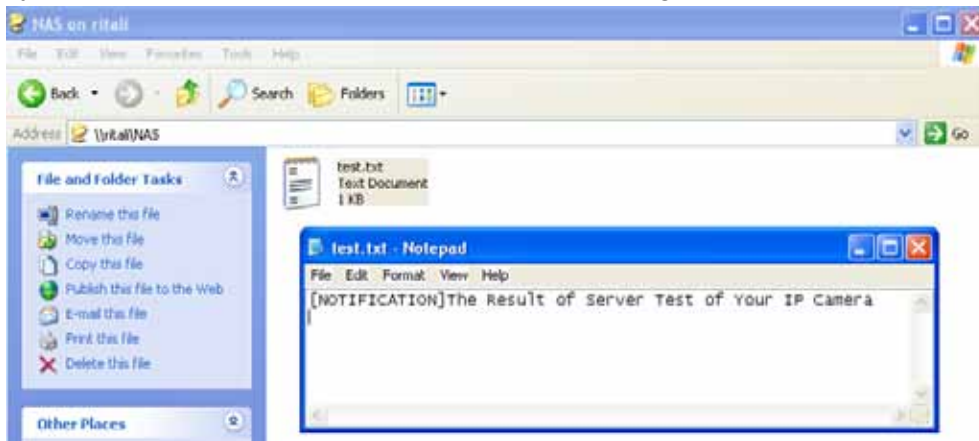 NAS on ritali
File Edit View Favorites Tools Help
Back Search Folders
Address \\ritali\NAS Go
File and Folder Tasks
Rename this file
Move this file
Copy this file
Publish this file to the Web
E-mail this file
Print this file
Delete this file
Other Places
test.txt
Text Document
1 KB
test.txt - Notepad
File Edit Format View Help
[NOTIFICATION]The Result of Server Test of Your IP Camera